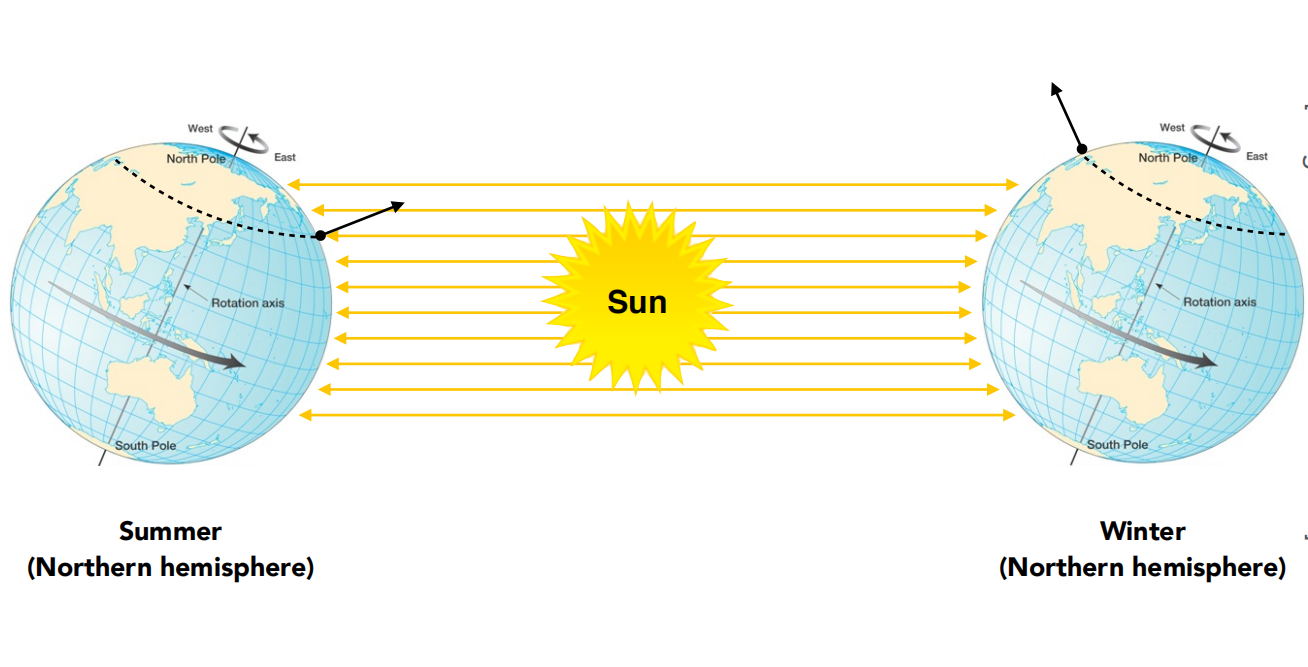 West
North Pole
East
Rotation axis
South Pole
Summer
(Northern hemisphere)
Sun
West
North Pole
East
Rotation axis
South Pole
Winter
(Northern hemisphere)